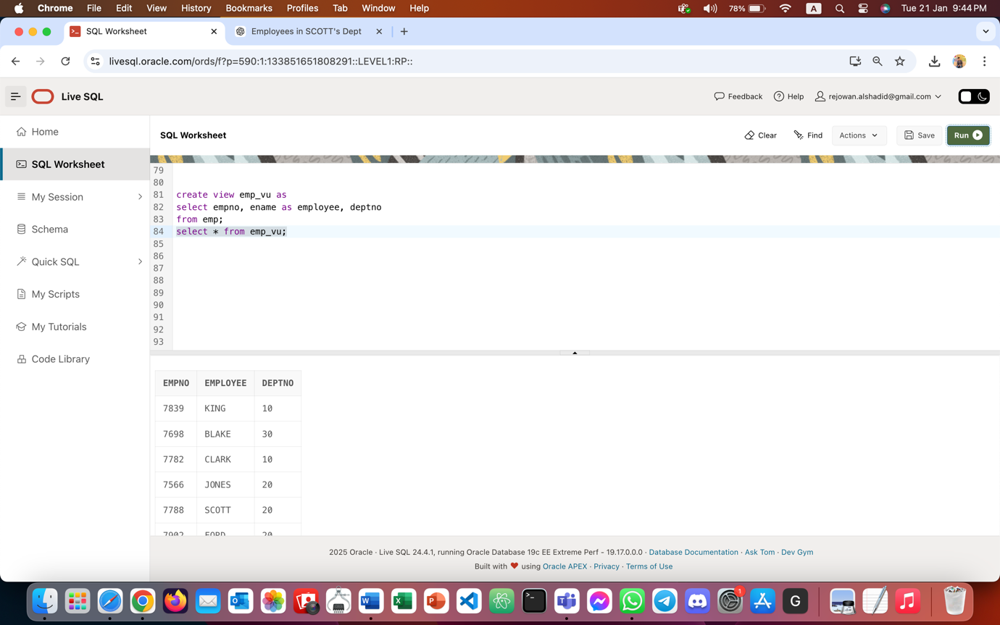 Chrome File Edit View History Bookmarks Profiles Tab Window Help 78% A Tue 21 Jan 9:44 PM
SQL Worksheet
Employees in SCOTT's Dept
livesql.oracle.com/ords/f?p=590:1:133851651808291::LEVEL1:RP::
Live SQL
Feedback
Help
rejowan.alshadid@gmail.com
Home
SQL Worksheet
My Session
Schema
Quick SQL
My Scripts
My Tutorials
Code Library
SQL Worksheet
Clear
Find
Actions
Save
Run
79
80
81 create view emp_vu as
82 select empno, ename as employee, deptno
83 from emp;
84 select * from emp_vu;
85
86
87
88
89
90
91
92
93
EMPNO EMPLOYEE DEPTNO
7839 KING 10
7698 BLAKE 30
7782 CLARK 10
7566 JONES 20
7788 SCOTT 20
7902 FORD 20
2025 Oracle · Live SQL 24.4.1, running Oracle Database 19c EE Extreme Perf - 19.17.0.0.0 · Database Documentation · Ask Tom · Dev Gym
Built with ❤ using Oracle APEX · Privacy · Terms of Use
W
X
P
>_
1
G